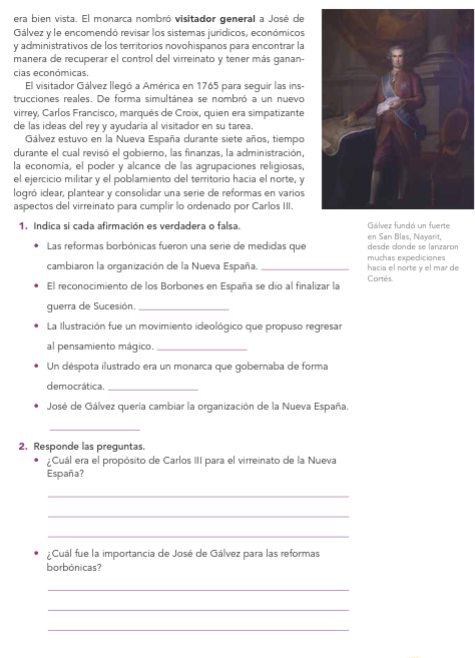 era bien vista. El monarca nombró visitador general a José de
Gálvez y le encomendó revisar los sistemas jurídicos, económicos
y administrativos de los territorios novohispanos para encontrar la
manera de recuperar el control del virreinato y tener más ganan-
cias económicas.
El visitador Gálvez llegó a América en 1765 para seguir las ins-
trucciones reales. De forma simultánea se nombró a un nuevo
virrey, Carlos Francisco, marqués de Croix, quien era simpatizante
de las ideas del rey y ayudaría al visitador en su tarea.
Gálvez estuvo en la Nueva España durante siete años, tiempo
durante el cual revisó el gobierno, las finanzas, la administración,
la economía, el poder y alcance de las agrupaciones religiosas,
el ejercicio militar y el poblamiento del territorio hacia el norte, y
logró idear, plantear y consolidar una serie de reformas en varios
aspectos del virreinato para cumplir lo ordenado por Carlos III.
Gálvez fundó un fuerte
en San Blas, Nayarit,
desde donde se lanzaron
muchas expediciones
hacia el norte y el mar de
Cortés.
1. Indica si cada afirmación es verdadera o falsa.
• Las reformas borbónicas fueron una serie de medidas que
cambiaron la organización de la Nueva España.
• El reconocimiento de los Borbones en España se dio al finalizar la
guerra de Sucesión.
• La Ilustración fue un movimiento ideológico que propuso regresar
al pensamiento mágico.
• Un déspota ilustrado era un monarca que gobernaba de forma
democrática.
• José de Gálvez quería cambiar la organización de la Nueva España.
2. Responde las preguntas.
• ¿Cuál era el propósito de Carlos III para el virreinato de la Nueva
España?
• ¿Cuál fue la importancia de José de Gálvez para las reformas
borbónicas?